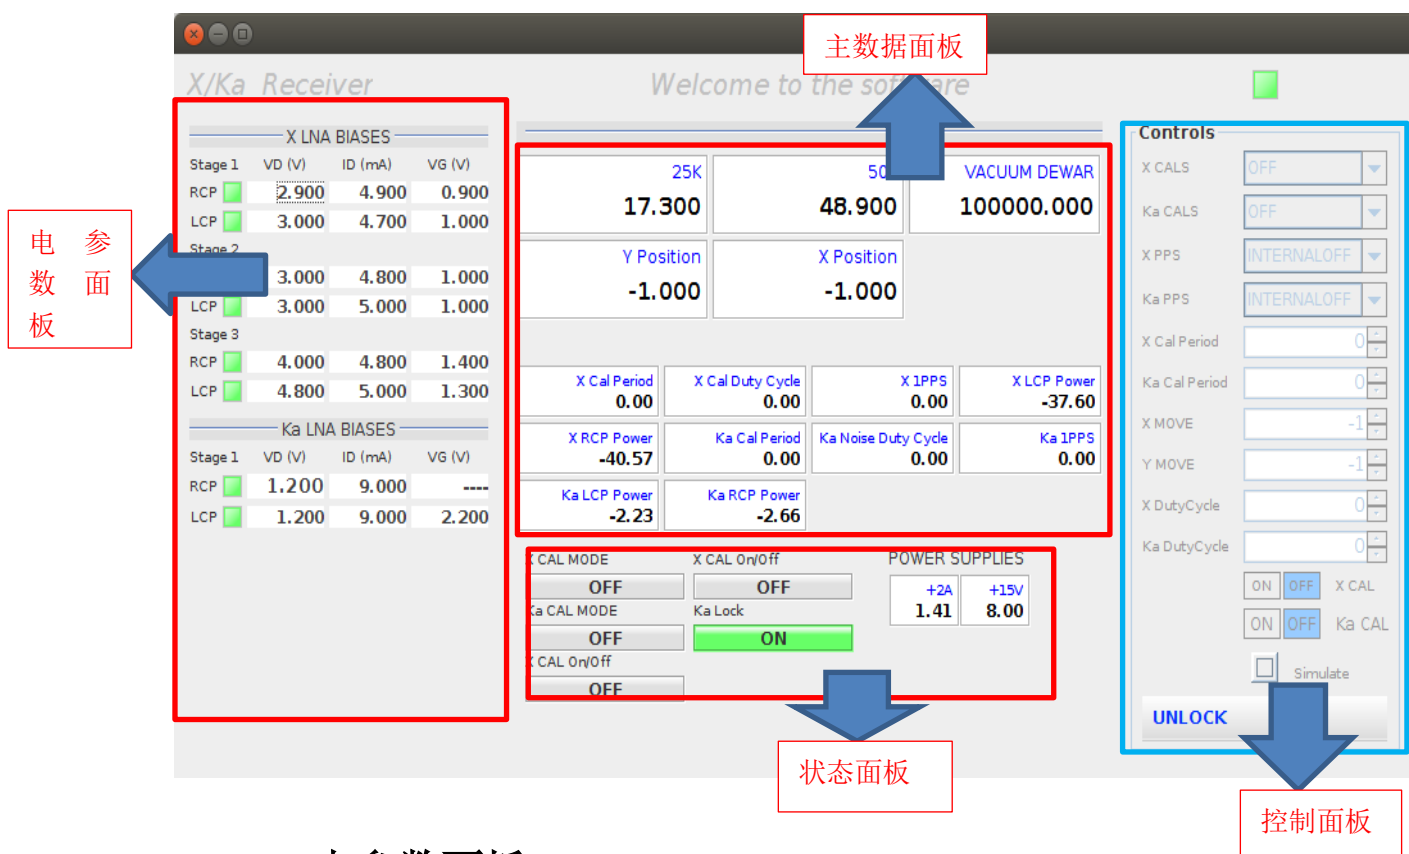 主数据面板
X/Ka Receiver
Welcome to the software
X LNA BIASES
Stage 1 VD (V) ID (mA) VG (V)
RCP 2.900 4.900 0.900
LCP 3.000 4.700 1.000
Stage 2
3.000 4.800 1.000
LCP 3.000 5.000 1.000
Stage 3
RCP 4.000 4.800 1.400
LCP 4.800 5.000 1.300
Ka LNA BIASES
Stage 1 VD (V) ID (mA) VG (V)
RCP 1.200 9.000 ----
LCP 1.200 9.000 2.200
电参
数面
板
25K
17.300
48.900
VACUUM DEWAR
100000.000
Y Position
-1.000
X Position
-1.000
X Cal Period
0.00
X Cal Duty Cycle
0.00
X 1PPS
0.00
X LCP Power
-37.60
X RCP Power
-40.57
Ka Cal Period
0.00
Ka Noise Duty Cycle
0.00
Ka 1PPS
0.00
Ka LCP Power
-2.23
Ka RCP Power
-2.66
X CAL MODE
OFF
X CAL On/Off
OFF
Ka CAL MODE
OFF
Ka Lock
ON
X CAL On/Off
OFF
POWER SUPPLIES
+2A
1.41
+15V
8.00
状态面板
Controls
X CALS OFF
Ka CALS OFF
X PPS INTERNALOFF
Ka PPS INTERNALOFF
X Cal Period 0
Ka Cal Period 0
X MOVE -1
Y MOVE -1
X DutyCycle 0
Ka DutyCycle 0
ON OFF X CAL
ON OFF Ka CAL
Simulate
UNLOCK
控制面板